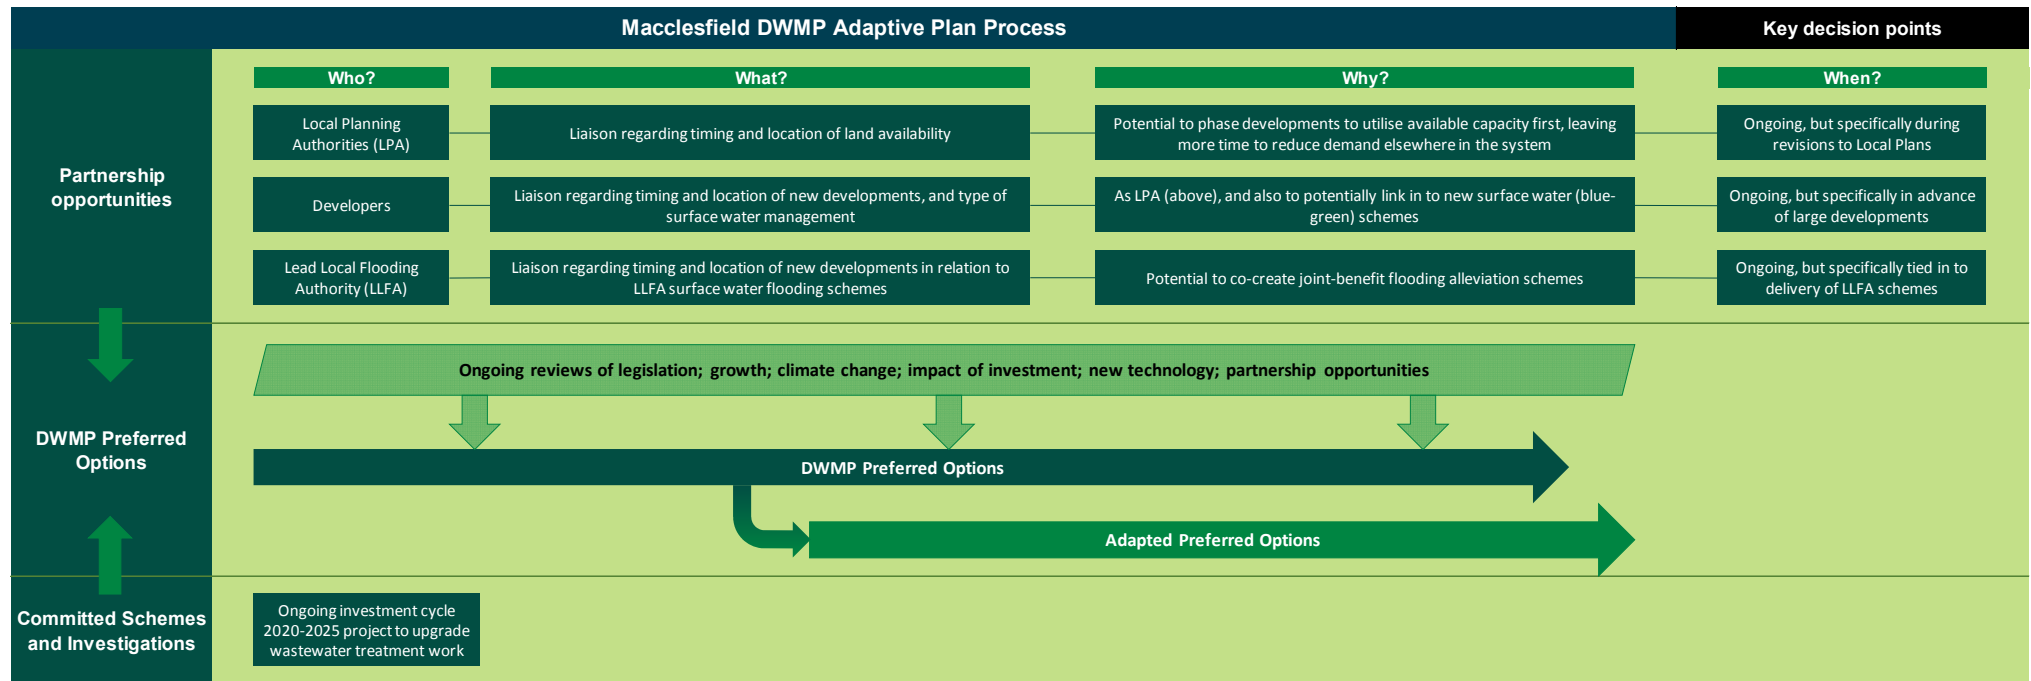 Macclesfield DWMP Adaptive Plan Process
Key decision points
Who?
What?
Why?
When?
Partnership
opportunities
Local Planning
Authorities (LPA)
Liaison regarding timing and location of land availability
Potential to phase developments to utilise available capacity first, leaving
more time to reduce demand elsewhere in the system
Ongoing, but specifically during
revisions to Local Plans
Developers
Liaison regarding timing and location of new developments, and type of
surface water management
As LPA (above), and also to potentially link in to new surface water (blue-
green) schemes
Ongoing, but specifically in advance
of large developments
Lead Local Flooding
Authority (LLFA)
Liaison regarding timing and location of new developments in relation to
LLFA surface water flooding schemes
Potential to co-create joint-benefit flooding alleviation schemes
Ongoing, but specifically tied in to
delivery of LLFA schemes
DWMP Preferred
Options
Ongoing reviews of legislation; growth; climate change; impact of investment; new technology; partnership opportunities
DWMP Preferred Options
Adapted Preferred Options
Committed Schemes
and Investigations
Ongoing investment cycle
2020-2025 project to upgrade
wastewater treatment work